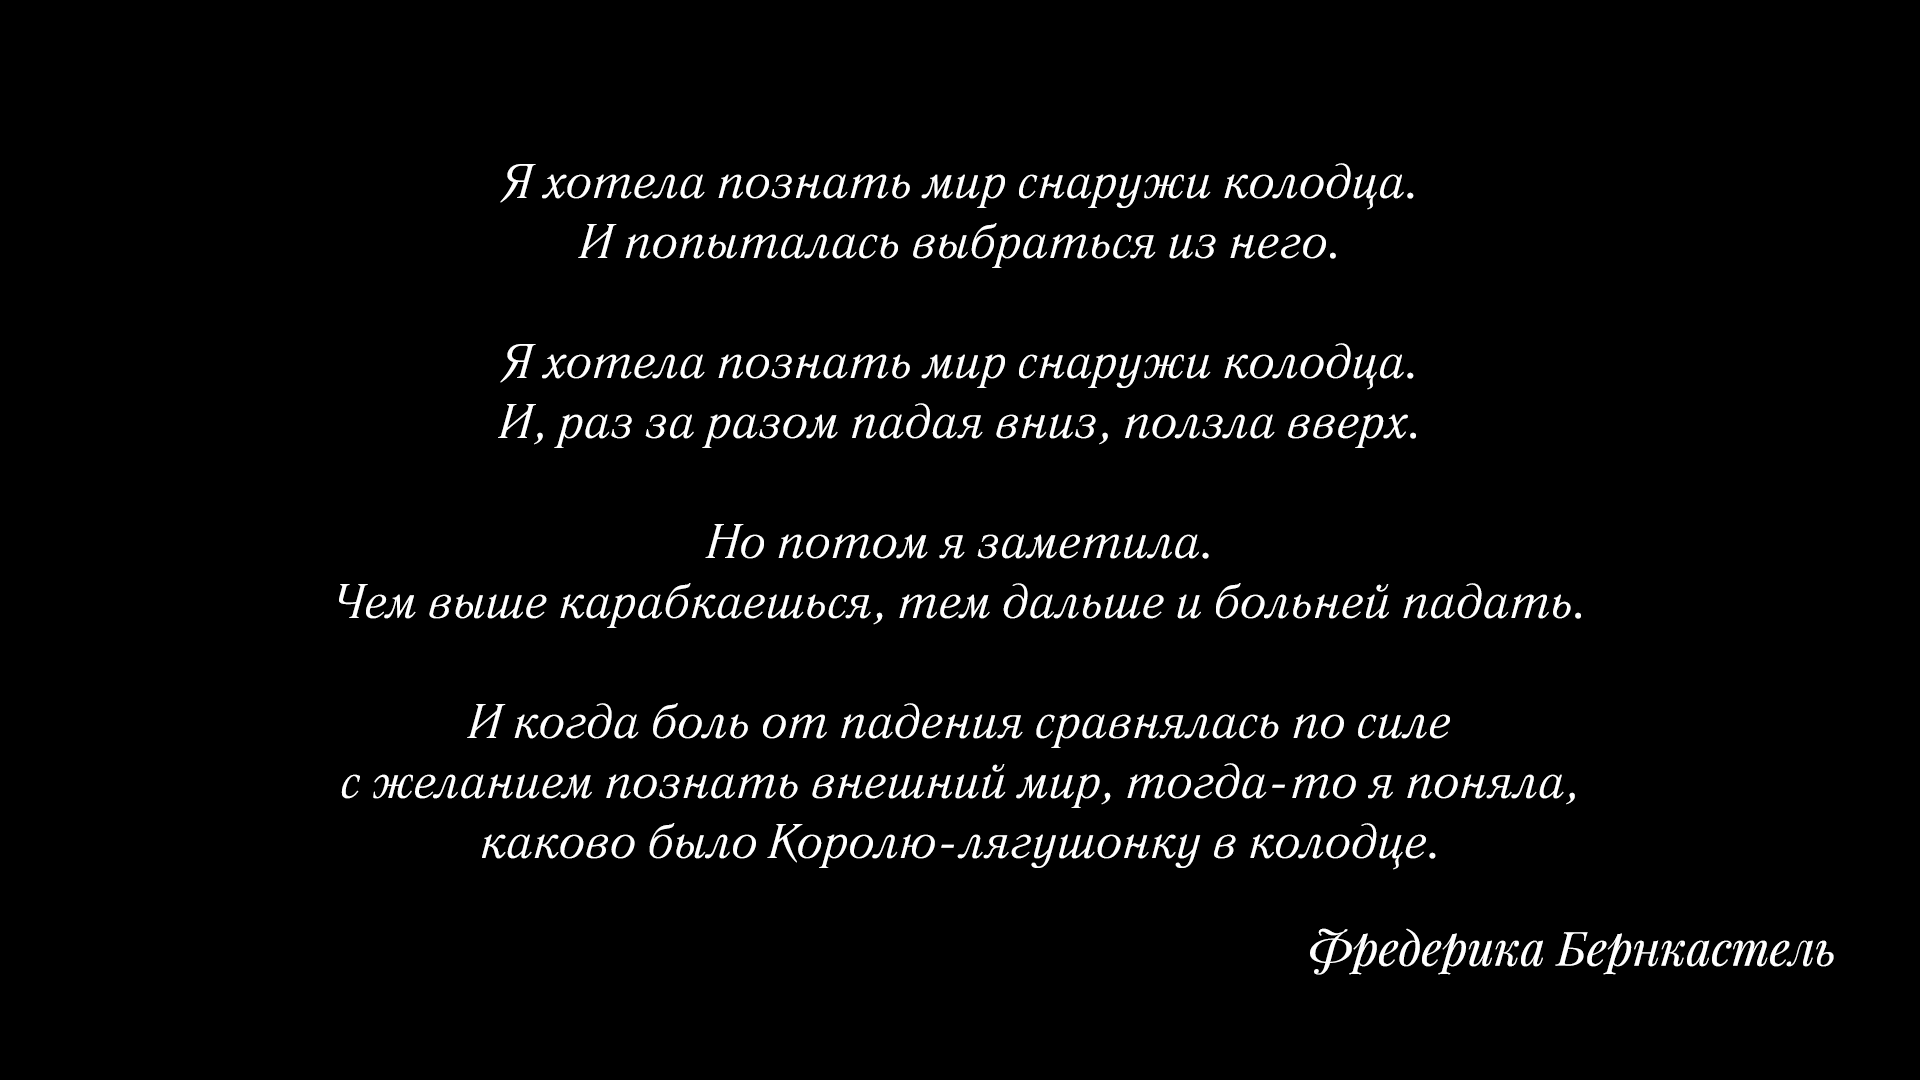 Я хотела познать мир снаружи колодца.
И попыталась выбраться из него.
Я хотела познать мир снаружи колодца.
И, раз за разом падая вниз, ползла вверх.
Но потом я заметила.
Чем выше карабкаешься, тем дальше и больней падать.
И когда боль от падения сравнялась по силе
с желанием познать внешний мир, тогда-то я поняла,
каково было Королю-лягушонку в колодце.
Фредерика Бернкастель